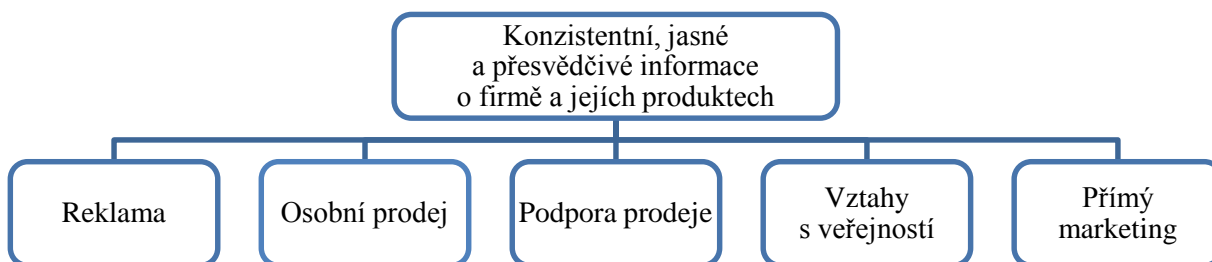 Konzistentní, jasné
a přesvědčivé informace
o firmě a jejích produktech
Reklama
Osobní prodej
Podpora prodeje
Vztahy
s veřejností
Přímý
marketing